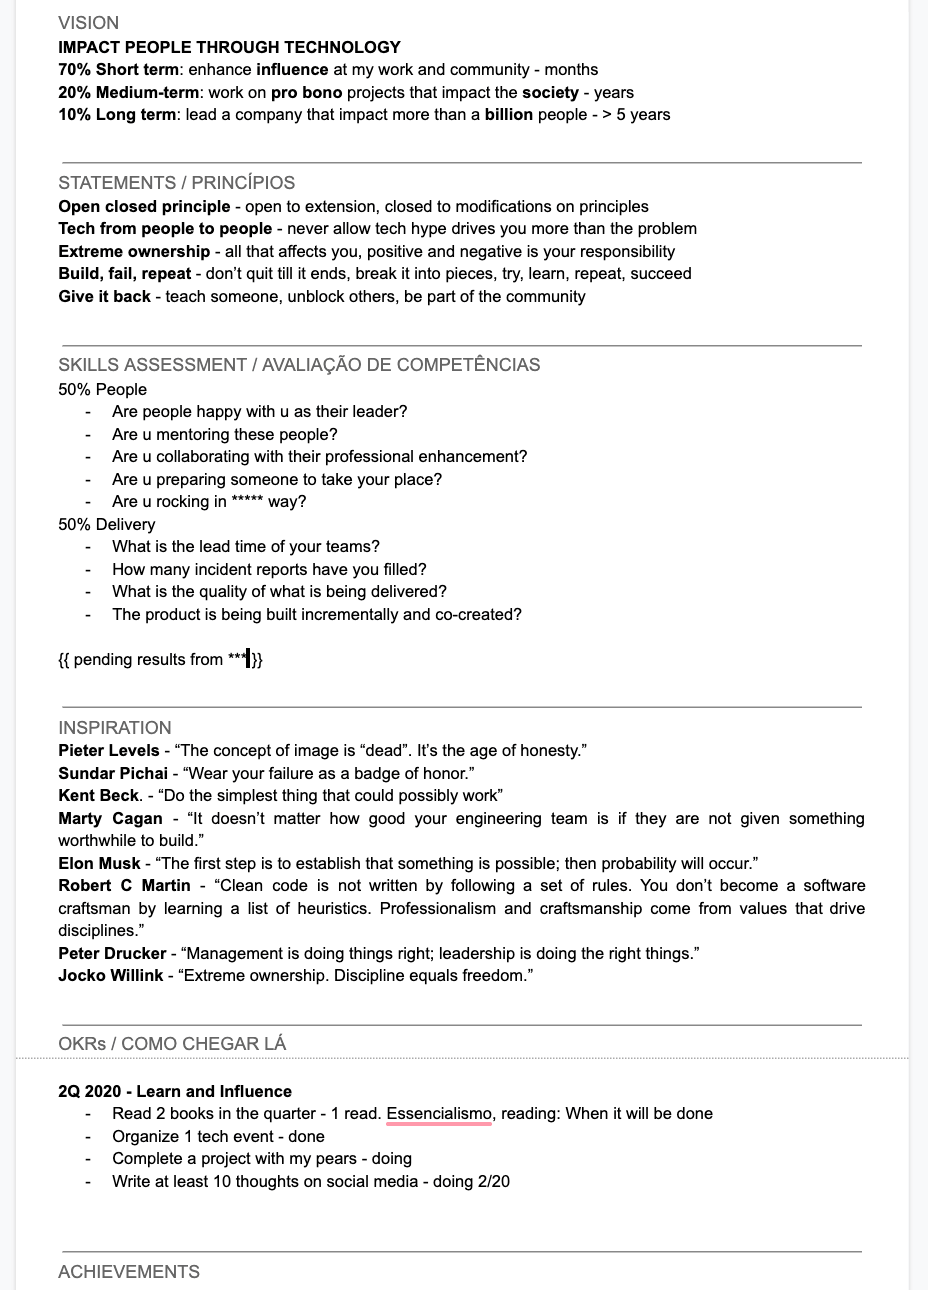 VISION
IMPACT PEOPLE THROUGH TECHNOLOGY
70% Short term: enhance influence at my work and community - months
20% Medium-term: work on pro bono projects that impact the society - years
10% Long term: lead a company that impact more than a billion people - > 5 years
STATEMENTS / PRINCÍPIOS
Open closed principle - open to extension, closed to modifications on principles
Tech from people to people - never allow tech hype drives you more than the problem
Extreme ownership - all that affects you, positive and negative is your responsibility
Build, fail, repeat - don’t quit till it ends, break it into pieces, try, learn, repeat, succeed
Give it back - teach someone, unblock others, be part of the community
SKILLS ASSESSMENT / AVALIAÇÃO DE COMPETÊNCIAS
50% People
- Are people happy with u as their leader?
- Are u mentoring these people?
- Are u collaborating with their professional enhancement?
- Are u preparing someone to take your place?
- Are u rocking in ***** way?
50% Delivery
- What is the lead time of your teams?
- How many incident reports have you filled?
- What is the quality of what is being delivered?
- The product is being built incrementally and co-created?
{{ pending results from *** }}
INSPIRATION
Pieter Levels - “The concept of image is “dead”. It’s the age of honesty.”
Sundar Pichai - “Wear your failure as a badge of honor.”
Kent Beck. - “Do the simplest thing that could possibly work”
Marty Cagan - “It doesn’t matter how good your engineering team is if they are not given something
worthwhile to build.”
Elon Musk - “The first step is to establish that something is possible; then probability will occur.”
Robert C Martin - “Clean code is not written by following a set of rules. You don’t become a software
craftsman by learning a list of heuristics. Professionalism and craftsmanship come from values that drive
disciplines.”
Peter Drucker - “Management is doing things right; leadership is doing the right things.”
Jocko Willink - “Extreme ownership. Discipline equals freedom.”
OKRs / COMO CHEGAR LÁ
2Q 2020 - Learn and Influence
- Read 2 books in the quarter - 1 read. Essencialismo, reading: When it will be done
- Organize 1 tech event - done
- Complete a project with my pears - doing
- Write at least 10 thoughts on social media - doing 2/20
ACHIEVEMENTS